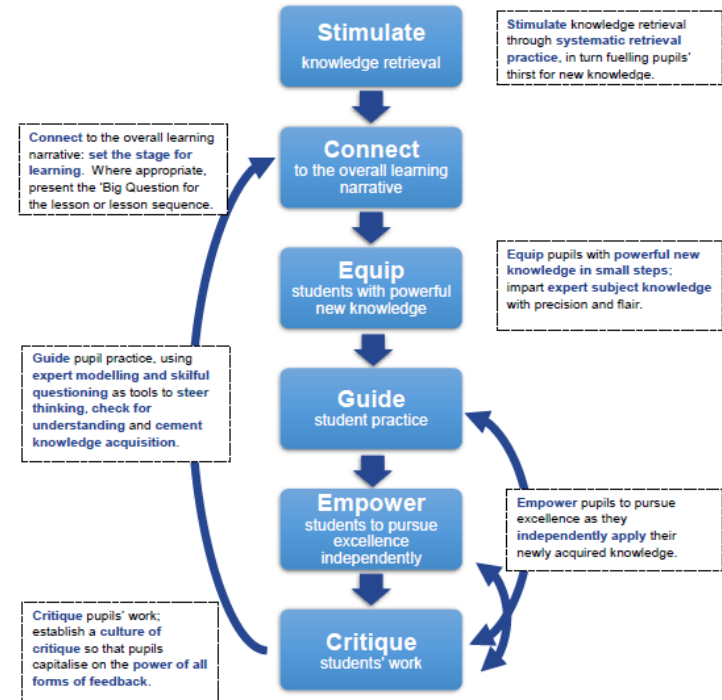 Stimulate
knowledge retrieval
Stimulate knowledge retrieval
through systematic retrieval
practice, in turn fuelling pupils'
thirst for new knowledge.
Connect to the overall learning
narrative: set the stage for
learning. Where appropriate,
present the 'Big Question for
the lesson or lesson sequence.
Connect
to the overall learning
narrative
Equip
students with powerful
new knowledge
Equip pupils with powerful new
knowledge in small steps;
impart expert subject knowledge
with precision and flair.
Guide pupil practice, using
expert modelling and skilful
questioning as tools to steer
thinking, check for
understanding and cement
knowledge acquisition.
Guide
student practice
Empower
students to pursue
excellence
independently
Empower pupils to pursue
excellence as they
independently apply their
newly acquired knowledge.
Critique pupils' work;
establish a culture of
critique so that pupils
capitalise on the power of all
forms of feedback.
Critique
students' work